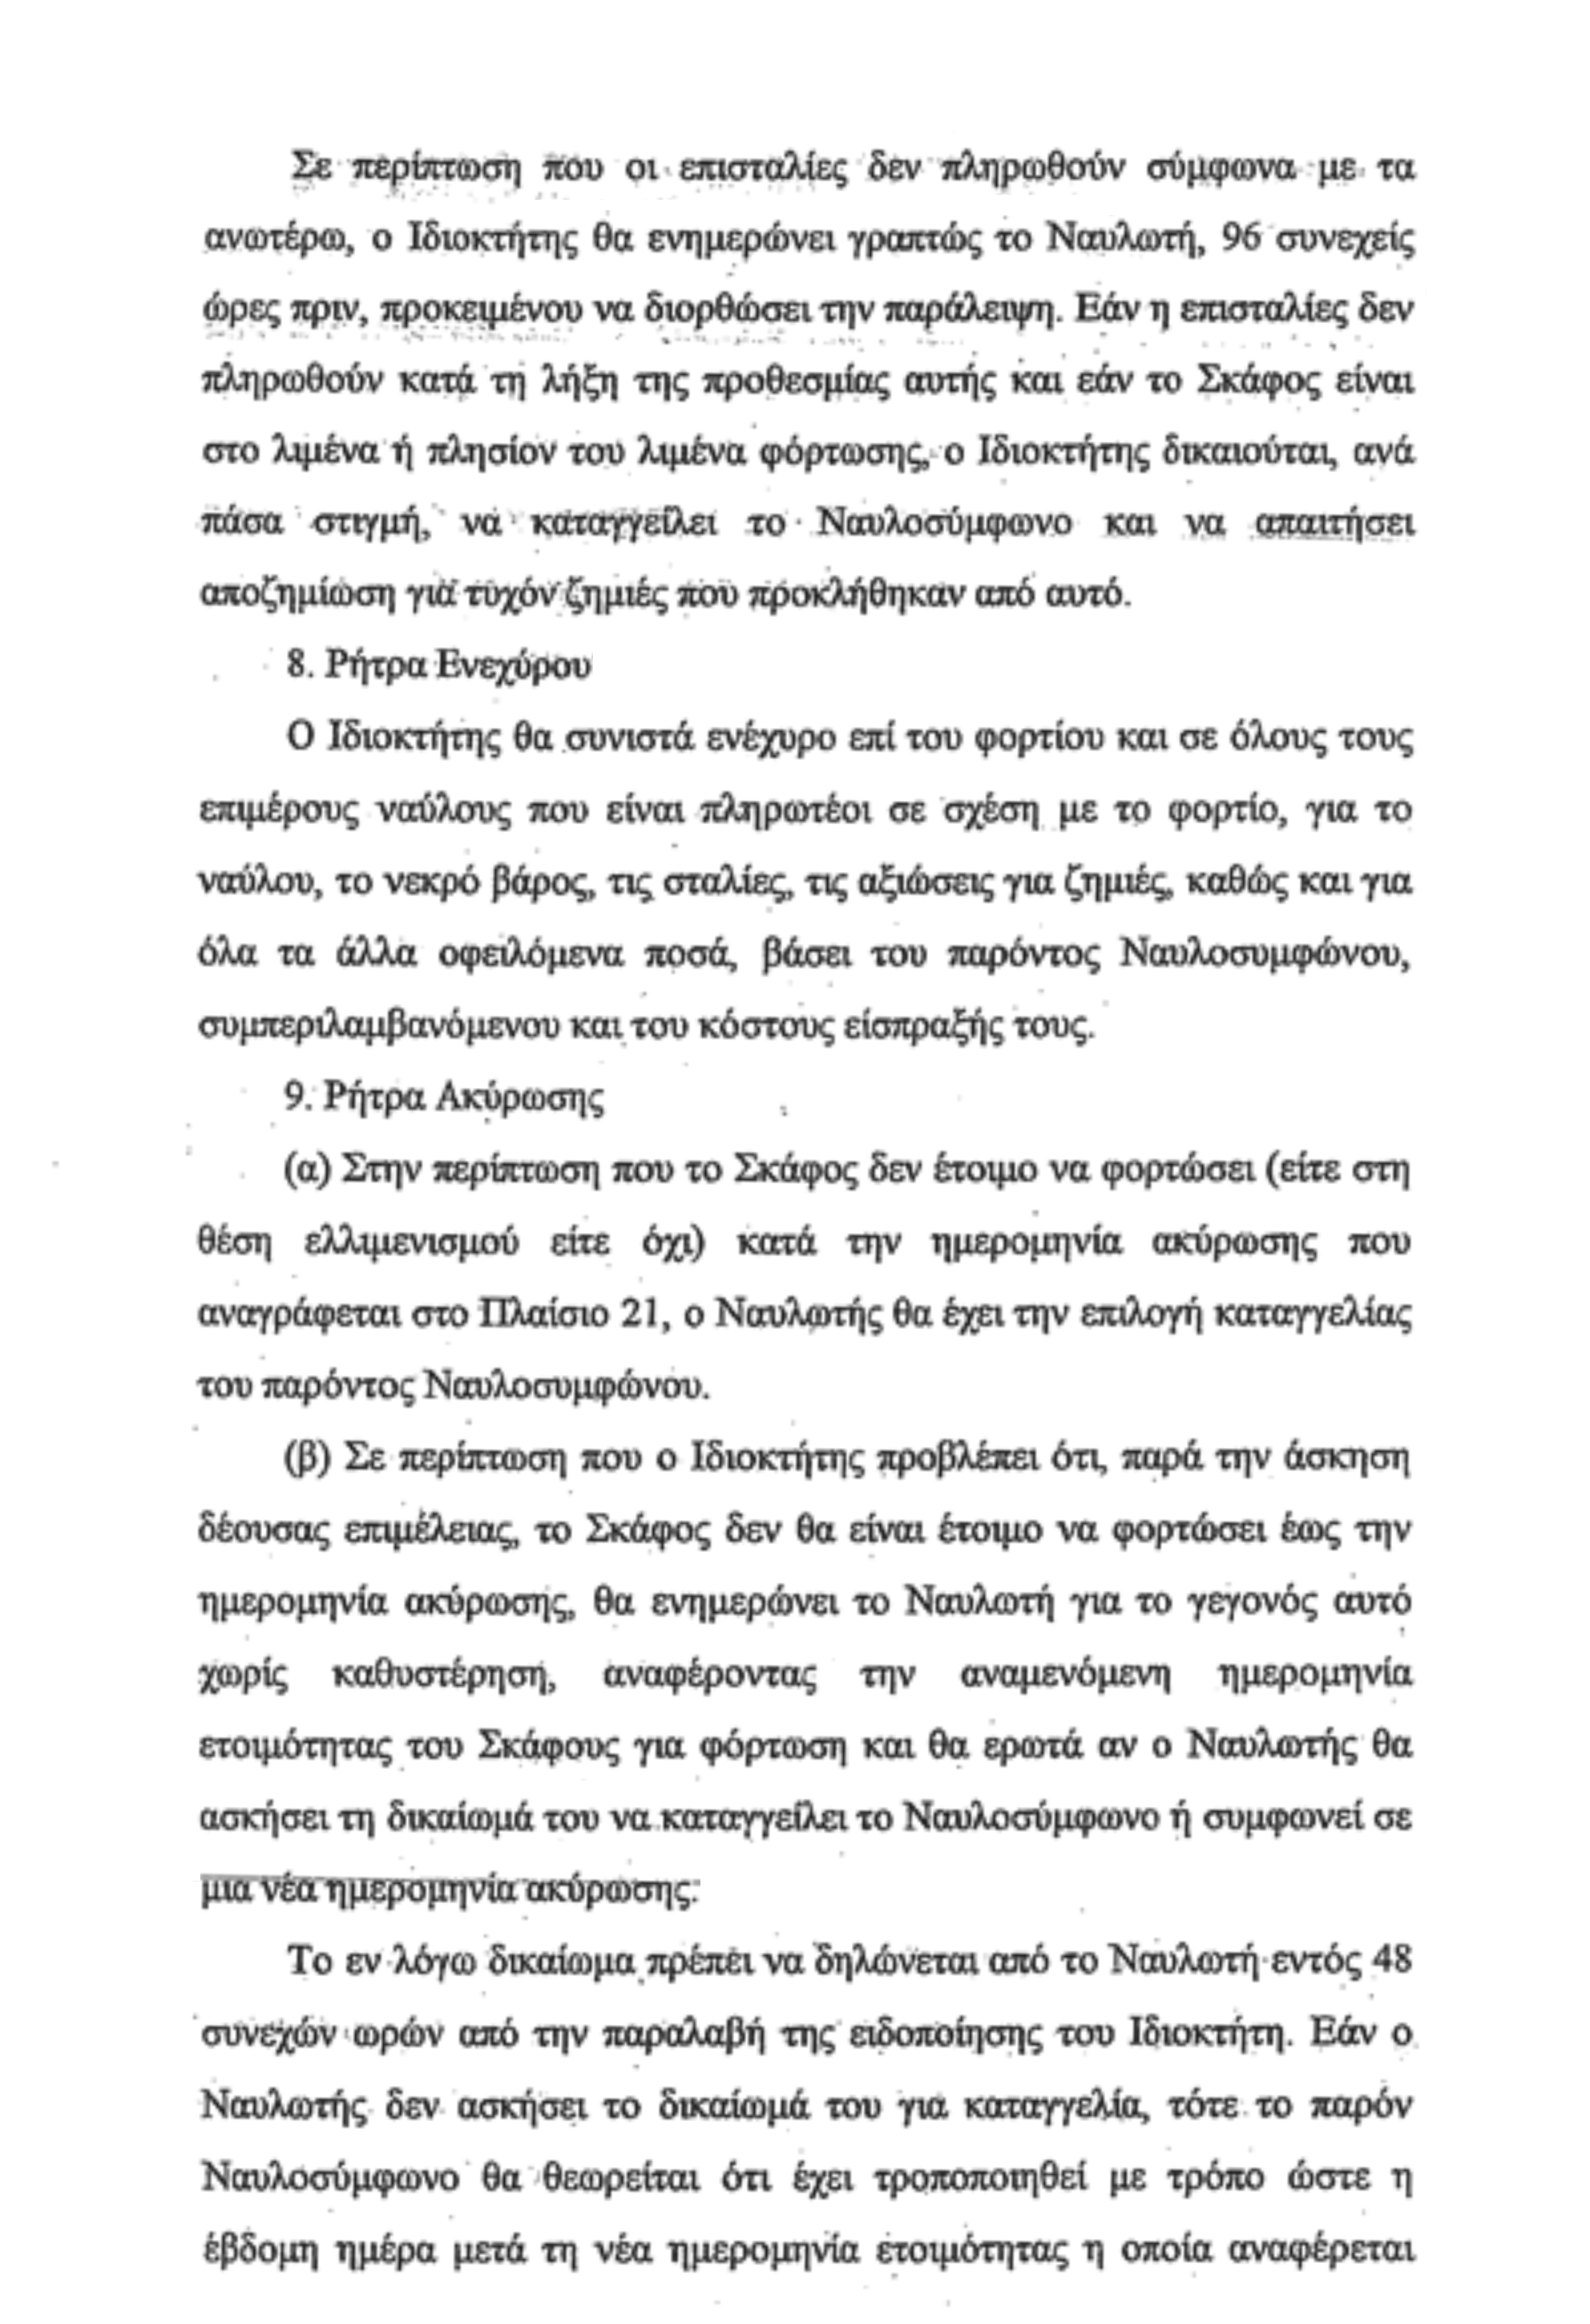 Σε περίπτωση που οι επισταλίες δεν πληρωθούν σύμφωνα με τα
ανωτέρω, ο Ιδιοκτήτης θα ενημερώνει γραπτώς το Ναυλωτή, 96 συνεχείς
ώρες πριν, προκειμένου να διορθώσει την παράλειψη. Εάν η επισταλίες δεν
πληρωθούν κατά τη λήξη της προθεσμίας αυτής και εάν το Σκάφος είναι
στο λιμένα ή πλησίον του λιμένα φόρτωσης, ο Ιδιοκτήτης δικαιούται, ανά
πάσα στιγμή, να καταγγείλει το Ναυλοσύμφωνο και να απαιτήσει
αποζημίωση για τυχόν ζημιές που προκλήθηκαν από αυτό.
8. Ρήτρα Ενεχύρου
Ο Ιδιοκτήτης θα συνιστά ενέχυρο επί του φορτίου και σε όλους τους
επιμέρους ναύλους που είναι πληρωτέοι σε σχέση με το φορτίο, για το
ναύλου, το νεκρό βάρος, τις σταλίες, τις αξιώσεις για ζημιές, καθώς και για
όλα τα άλλα οφειλόμενα ποσά, βάσει του παρόντος Ναυλοσυμφώνου,
συμπεριλαμβανόμενου και του κόστους είσπραξής τους.
9. Ρήτρα Ακύρωσης
(α) Στην περίπτωση που το Σκάφος δεν έτοιμο να φορτώσει (είτε στη
θέση ελλιμενισμού είτε όχι) κατά την ημερομηνία ακύρωσης που
αναγράφεται στο Πλαίσιο 21, ο Ναυλωτής θα έχει την επιλογή καταγγελίας
του παρόντος Ναυλοσυμφώνου.
(β) Σε περίπτωση που ο Ιδιοκτήτης προβλέπει ότι, παρά την άσκηση
δέουσας επιμέλειας, το Σκάφος δεν θα είναι έτοιμο να φορτώσει έως την
ημερομηνία ακύρωσης, θα ενημερώνει το Ναυλωτή για το γεγονός αυτό
χωρίς καθυστέρηση, αναφέροντας την αναμενόμενη ημερομηνία
ετοιμότητας του Σκάφους για φόρτωση και θα ερωτά αν ο Ναυλωτής θα
ασκήσει τη δικαίωμά του να καταγγείλει το Ναυλοσύμφωνο ή συμφωνεί σε
μια νέα ημερομηνία ακύρωσης.
Το εν λόγω δικαίωμα πρέπει να δηλώνεται από το Ναυλωτή εντός 48
συνεχών ωρών από την παραλαβή της ειδοποίησης του Ιδιοκτήτη. Εάν ο
Ναυλωτής δεν ασκήσει το δικαίωμά του για καταγγελία, τότε το παρόν
Ναυλοσύμφωνο θα θεωρείται ότι έχει τροποποιηθεί με τρόπο ώστε η
έβδομη ημέρα μετά τη νέα ημερομηνία ετοιμότητας η οποία αναφέρεται